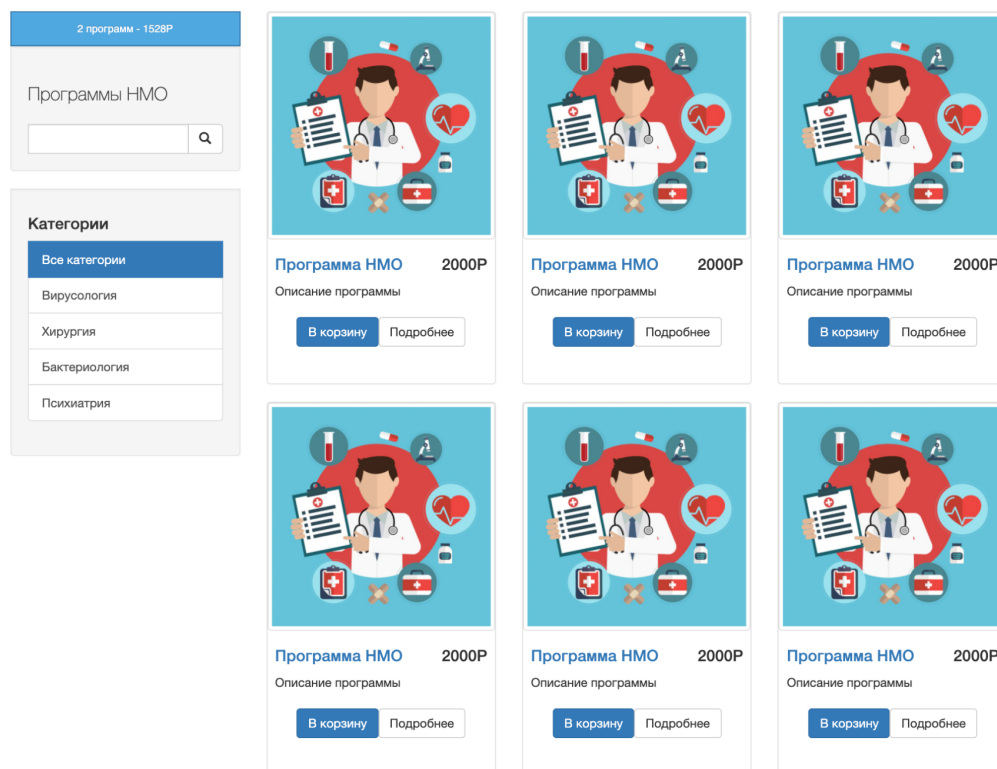 2 программ - 1528Р
Программы НМО
Категории
Все категории
Вирусология
Хирургия
Бактериология
Психиатрия
Программа НМО 2000Р
Описание программы
В корзину Подробнее
Программа НМО 2000Р
Описание программы
В корзину Подробнее
Программа НМО 2000Р
Описание программы
В корзину Подробнее
Программа НМО 2000Р
Описание программы
В корзину Подробнее
Программа НМО 2000Р
Описание программы
В корзину Подробнее
Программа НМО 2000Р
Описание программы
В корзину Подробнее